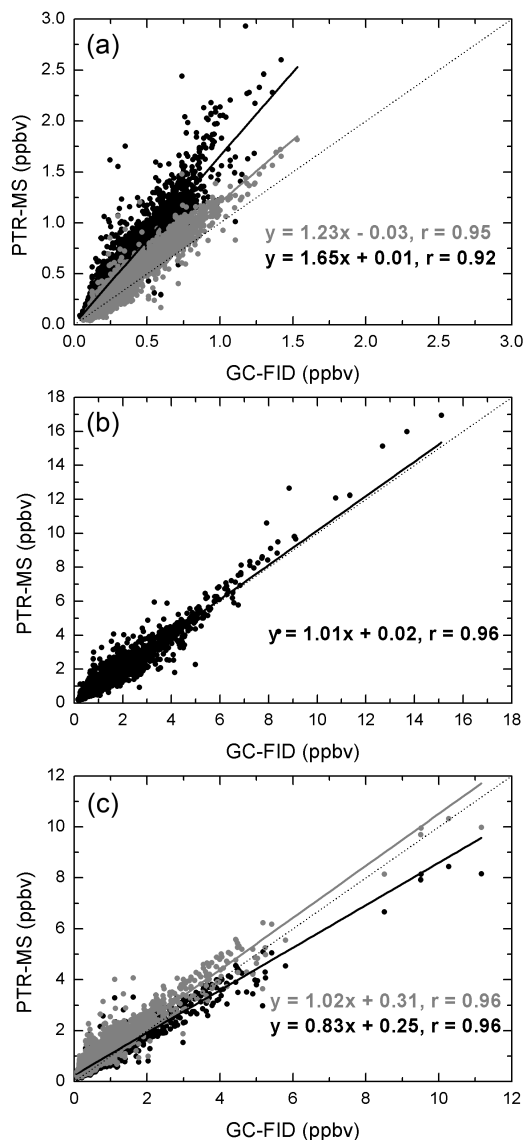 (a)
3.0
2.5
2.0
1.5
1.0
0.5
0.0
PTR-MS (ppbv)
y = 1.23x - 0.03, r = 0.95
y = 1.65x + 0.01, r = 0.92
0.0 0.5 1.0 1.5 2.0 2.5 3.0
GC-FID (ppbv)
(b)
18
16
14
12
10
8
6
4
2
0
PTR-MS (ppbv)
y = 1.01x + 0.02, r = 0.96
0 2 4 6 8 10 12 14 16 18
GC-FID (ppbv)
(c)
12
10
8
6
4
2
0
PTR-MS (ppbv)
y = 1.02x + 0.31, r = 0.96
y = 0.83x + 0.25, r = 0.96
0 2 4 6 8 10 12
GC-FID (ppbv)